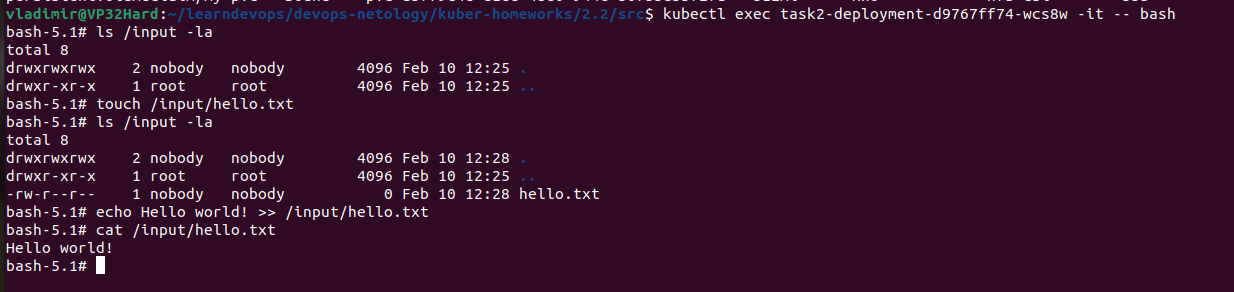 vladimir@VP32Hard:~/learndevops/devops-netology/kuber-homeworks/2.2/src$ kubectl exec task2-deployment-d9767ff74-wcs8w -it -- bash
bash-5.1# ls /input -la
total 8
drwxrwxrwx    2 nobody   nobody        4096 Feb 10 12:25 .
drwxr-xr-x    1 root     root          4096 Feb 10 12:25 ..
bash-5.1# touch /input/hello.txt
bash-5.1# ls /input -la
total 8
drwxrwxrwx    2 nobody   nobody        4096 Feb 10 12:28 .
drwxr-xr-x    1 root     root          4096 Feb 10 12:25 ..
-rw-r--r--    1 nobody   nobody           0 Feb 10 12:28 hello.txt
bash-5.1# echo Hello world! >> /input/hello.txt
bash-5.1# cat /input/hello.txt
Hello world!
bash-5.1#